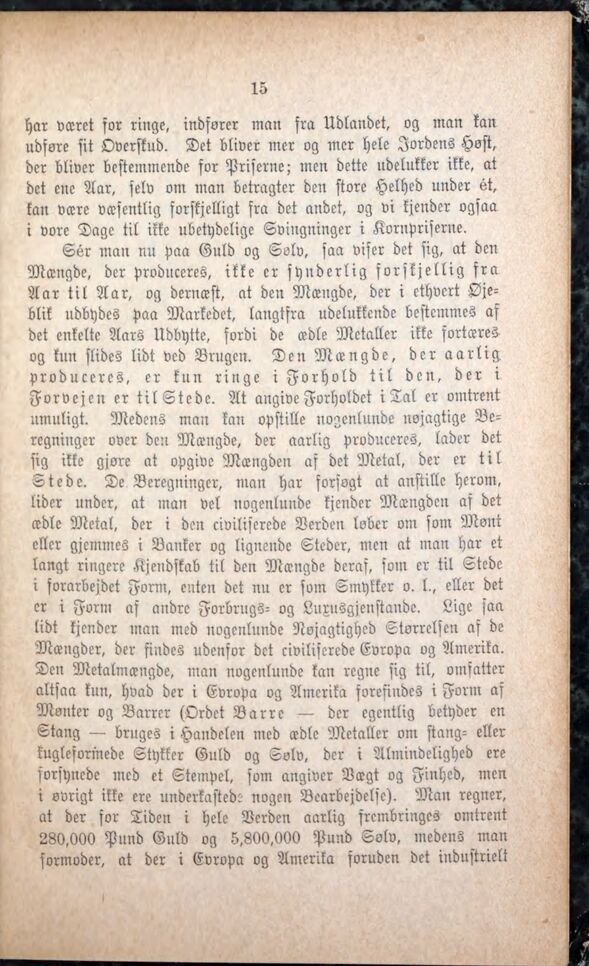 15
har været for ringe, indfører man fra Udlandet, og man kan
udføre sit Overskud. Det bliver mer og mer hele Jordens Høst,
der bliver bestemmende for Priserne; men dette udelukker ikke, at
det ene Aar, selv om man betragter den store Helhed under ét,
kan være væsentlig forskjelligt fra det andet, og vi kjender ogsaa
i vore Dage til ikke ubetydelige Svingninger i Kornpriserne.
Sér man nu paa Guld og Sølv, saa viser det sig, at den
Mængde, der produceres, ikke er synderlig forskjellig fra
Aar til Aar, og dernæst, at den Mængde, der i ethvert Øje=
blik udbydes paa Markedet, langtfra udelukkende bestemmes af
det enkelte Aars Udbytte, fordi de ædle Metaller ikke fortæres
og kun slides lidt ved Brugen. Den Mængde, der aarlig
produceres, er kun ringe i Forhold til den, der i
Forvejen er til Stede. At angive Forholdet i Tal er omtrent
umuligt. Medens man kan opstille nogenlunde nøjagtige Be=
regninger over den Mængde, der aarlig produceres, lader det
sig ikke gjøre at opgive Mængden af det Metal, der er til
Stede. De Beregninger, man har forsøgt at anstille herom,
lider under, at man vel nogenlunde kjender Mængden af det
ædle Metal, der i den civiliserede Verden løber om som Mønt
eller gjemmes i Banker og lignende Steder, men at man har et
langt ringere Kjendskab til den Mængde deraf, som er til Stede
i forarbejdet Form, enten det nu er som Smykker o. l., eller det
er i Form af andre Forbrugs= og Luxusgjenstande. Lige saa
lidt kjender man med nogenlunde Nøjagtighed Størrelsen af de
Mængder, der findes udenfor det civiliserede Evropa og Amerika.
Den Metalmængde, man nogenlunde kan regne sig til, omfatter
altsaa kun, hvad der i Evropa og Amerika forefindes i Form af
Mønter og Barrer (Ordet Barre — der egentlig betyder en
Stang — bruges i Handelen med ædle Metaller om stang= eller
kugleformede Stykker Guld og Sølv, der i Almindelighed ere
forsynede med et Stempel, som angiver Vægt og Finhed, men
i øvrigt ikke ere underkastede nogen Bearbejdelse). Man regner,
at der for Tiden i hele Verden aarlig frembringes omtrent
280,000 Pund Guld og 5,800,000 Pund Sølv, medens man
formoder, at der i Evropa og Amerika foruden det industrielt